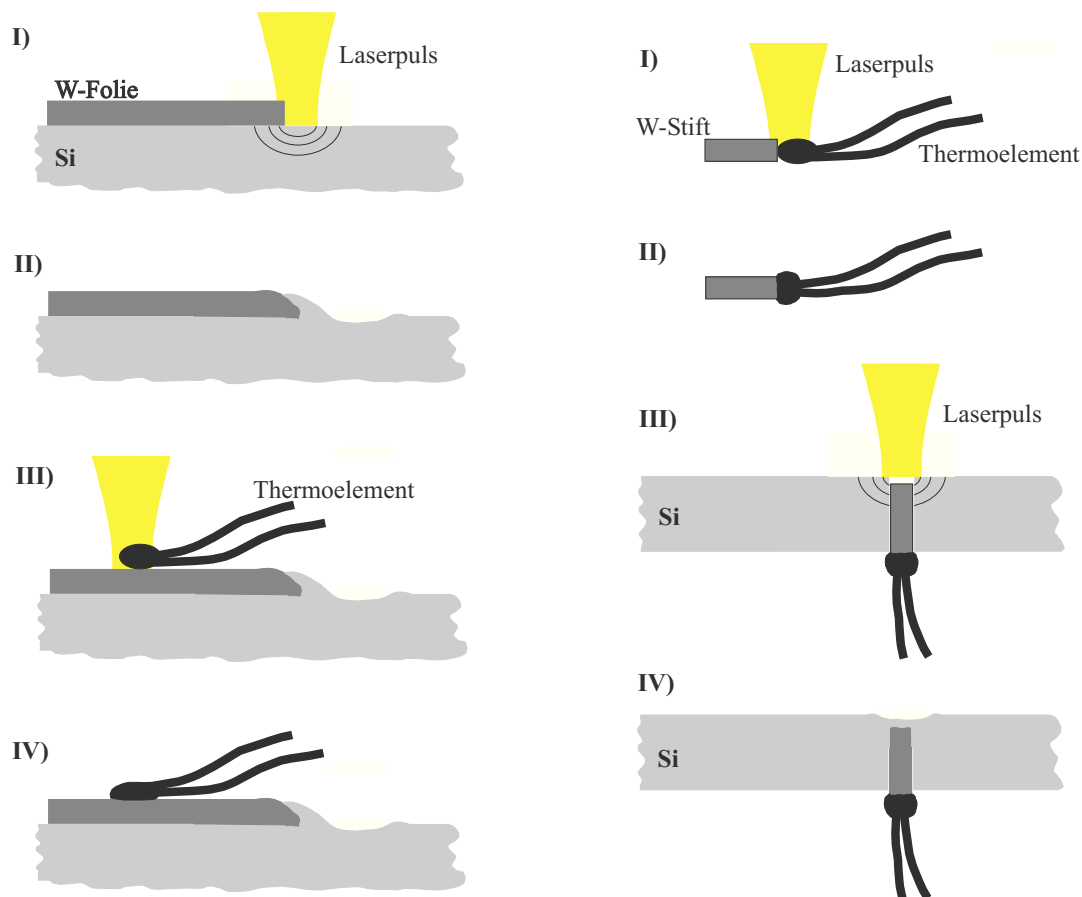 I)
Laserpuls
W-Folie
Si
II)
III)
Thermoelement
IV)
I)
Laserpuls
W-Stift
Thermoelement
II)
III)
Laserpuls
Si
IV)
Si